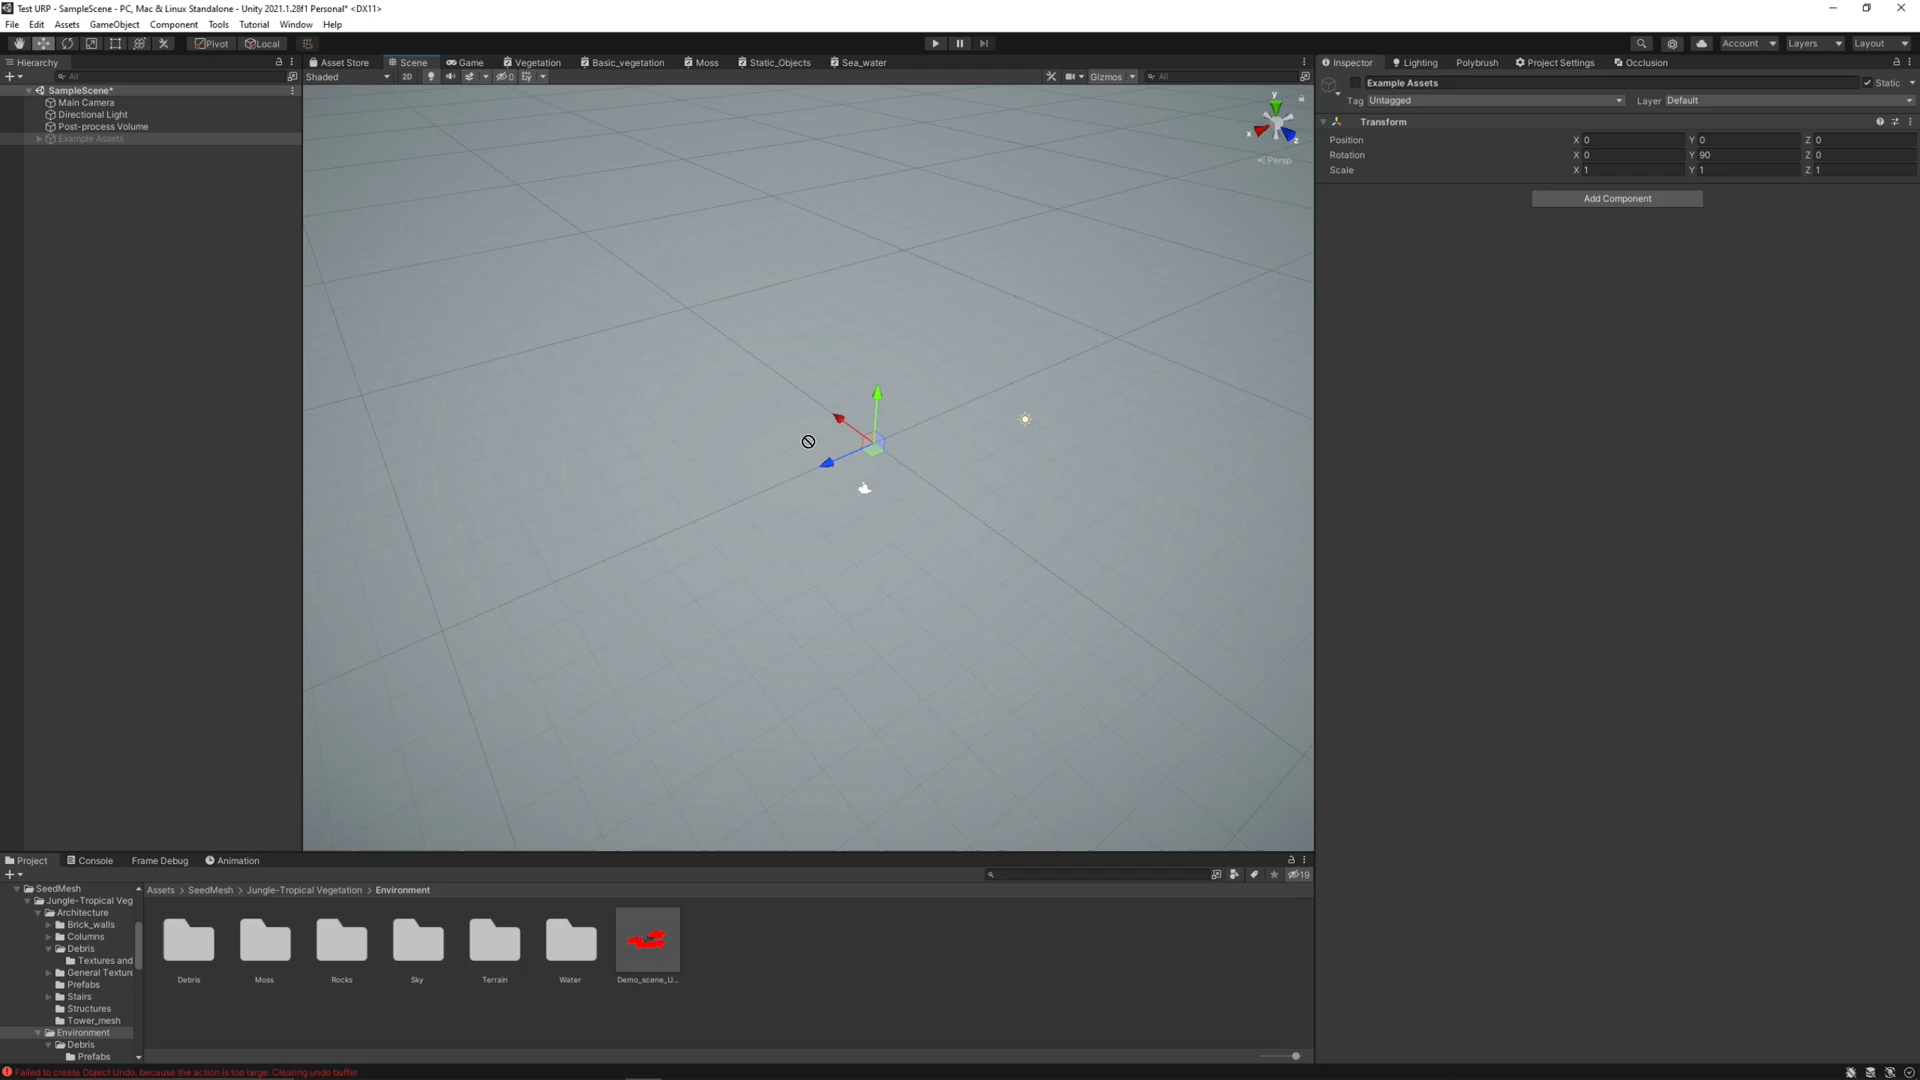 Test URP - SampleScene - PC, Mac & Linux Standalone - Unity 2021.1.28f1 Personal* <DX11>
File Edit Assets GameObject Component Tools Tutorial Window Help
Pivot Local
Account Layers Layout
Hierarchy
All
SampleScene*
Main Camera
Directional Light
Post-process Volume
Example Assets
Asset Store Scene Game Vegetation Basic_vegetation Moss Static_Objects Sea_water
Shaded 2D 0 Gizmos All
y
x
z
Persp
Inspector Lighting Polybrush Project Settings Occlusion
Example Assets Static
Tag Untagged Layer Default
Transform
Position X 0 Y 0 Z 0
Rotation X 0 Y 90 Z 0
Scale X 1 Y 1 Z 1
Add Component
Project Console Frame Debug Animation
19
SeedMesh
Jungle-Tropical Veg
Architecture
Brick_walls
Columns
Debris
Textures and
General Texture
Prefabs
Stairs
Structures
Tower_mesh
Environment
Debris
Prefabs
Assets > SeedMesh > Jungle-Tropical Vegetation > Environment
Debris Moss Rocks Sky Terrain Water Demo_scene_U...
Failed to create Object Undo, because the action is too large. Clearing undo buffer